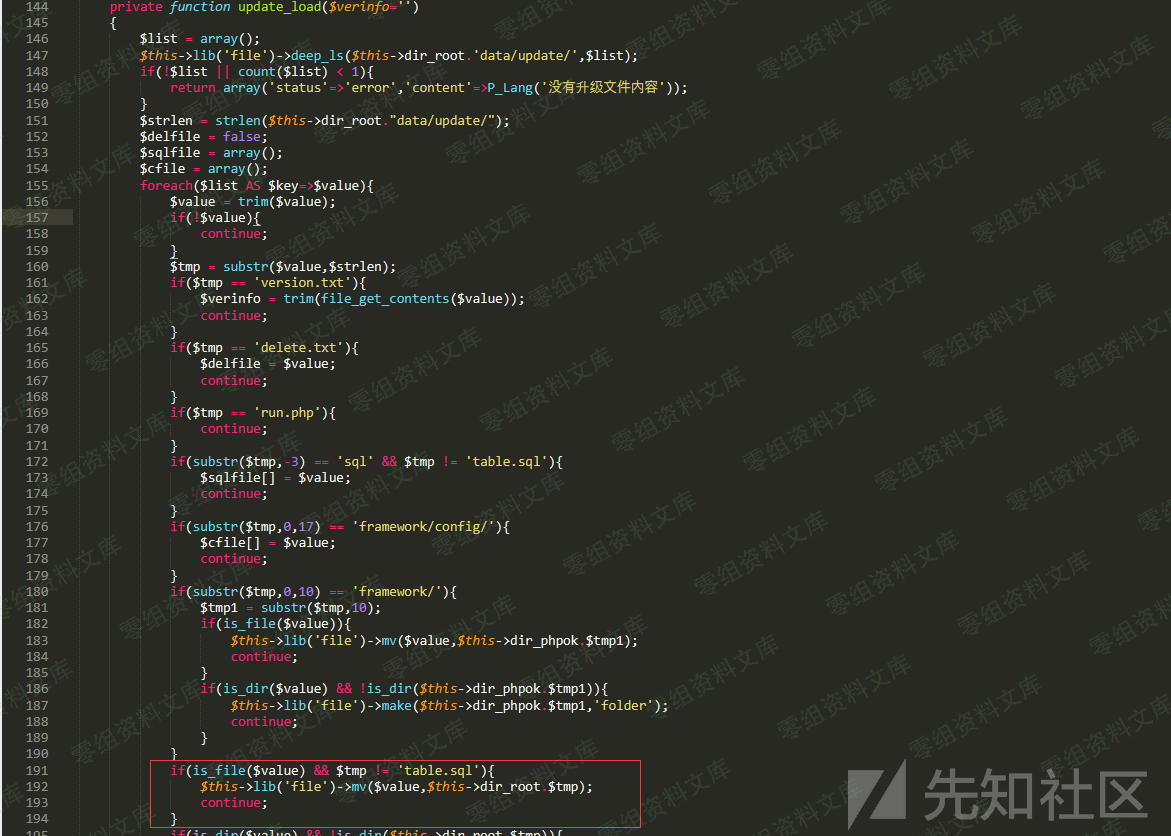 144 private function update_load($verinfo='')
145 {
146 $list = array();
147 $this->lib('file')->deep_ls($this->dir_root.'data/update/',$list);
148 if(!$list || count($list) < 1){
149 return array('status'=>'error','content'=>P_Lang('没有升级文件内容'));
150 }
151 $strlen = strlen($this->dir_root."data/update/");
152 $delfile = false;
153 $sqlfile = array();
154 $cfile = array();
155 foreach($list AS $key=>$value){
156 $value = trim($value);
157 if(!$value){
158 continue;
159 }
160 $tmp = substr($value,$strlen);
161 if($tmp == 'version.txt'){
162 $verinfo = trim(file_get_contents($value));
163 continue;
164 }
165 if($tmp == 'delete.txt'){
166 $delfile = $value;
167 continue;
168 }
169 if($tmp == 'run.php'){
170 continue;
171 }
172 if(substr($tmp,-3) == 'sql' && $tmp != 'table.sql'){
173 $sqlfile[] = $value;
174 continue;
175 }
176 if(substr($tmp,0,17) == 'framework/config/'){
177 $cfile[] = $value;
178 continue;
179 }
180 if(substr($tmp,0,10) == 'framework/'){
181 $tmp1 = substr($tmp,10);
182 if(is_file($value)){
183 $this->lib('file')->mv($value,$this->dir_phpok.$tmp1);
184 continue;
185 }
186 if(is_dir($value) && !is_dir($this->dir_phpok.$tmp1)){
187 $this->lib('file')->make($this->dir_phpok.$tmp1,'folder');
188 continue;
189 }
190 }
191 if(is_file($value) && $tmp != 'table.sql'){
192 $this->lib('file')->mv($value,$this->dir_root.$tmp);
193 continue;
194 }
195 if(is_dir($value) && !is_dir($this->dir_root.$tmp)){
零组资料文库
先知社区